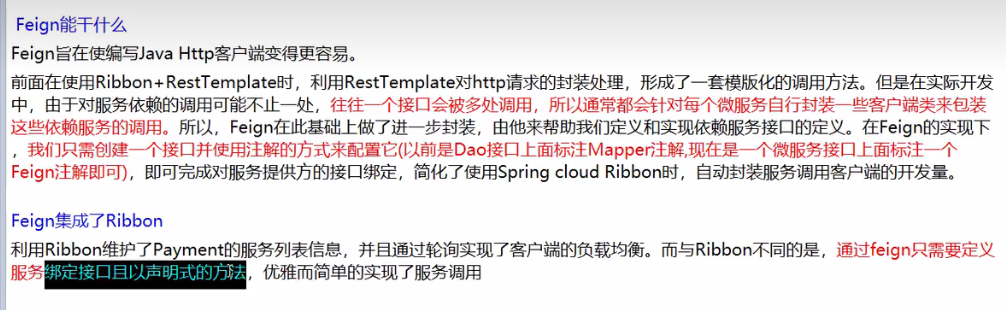 Feign能干什么
Feign旨在使编写Java Http客户端变得更容易。
前面在使用Ribbon+RestTemplate时，利用RestTemplate对http请求的封装处理，形成了一套模版化的调用方法。但是在实际开发
中，由于对服务依赖的调用可能不止一处，往往一个接口会被多处调用，所以通常都会针对每个微服务自行封装一些客户端类来包装
这些依赖服务的调用。所以，Feign在此基础上做了进一步封装，由他来帮助我们定义和实现依赖服务接口的定义。在Feign的实现下
，我们只需创建一个接口并使用注解的方式来配置它(以前是Dao接口上面标注Mapper注解,现在是一个微服务接口上面标注一个
Feign注解即可)，即可完成对服务提供方的接口绑定，简化了使用Spring cloud Ribbon时，自动封装服务调用客户端的开发量。
Feign集成了Ribbon
利用Ribbon维护了Payment的服务列表信息，并且通过轮询实现了客户端的负载均衡。而与Ribbon不同的是，通过feign只需要定义
服务绑定接口且以声明式的方法，优雅而简单的实现了服务调用